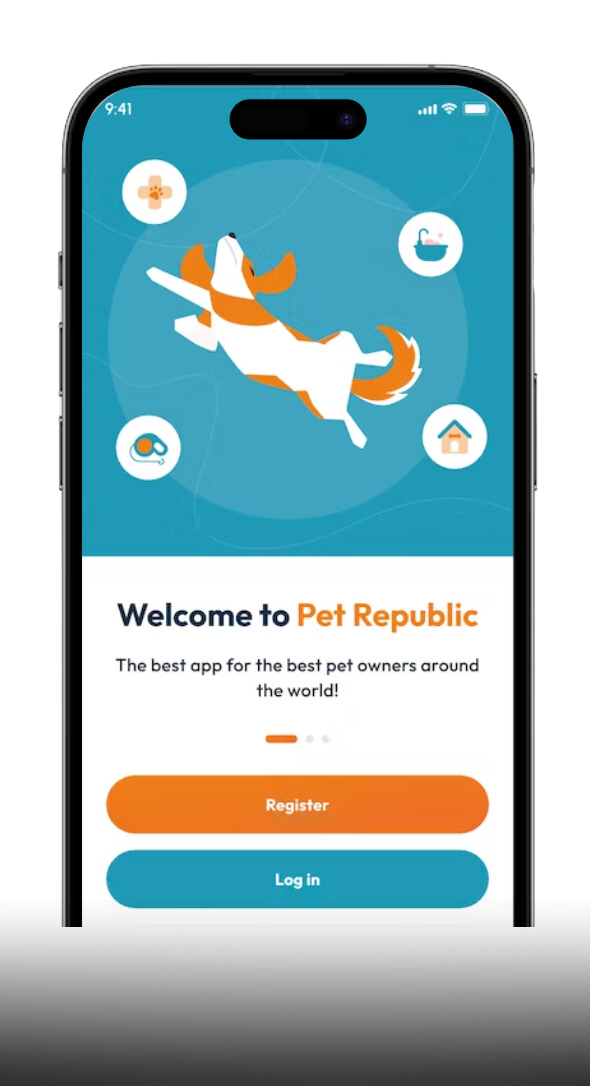 9:41
Welcome to Pet Republic
The best app for the best pet owners around
the world!
Register
Log in